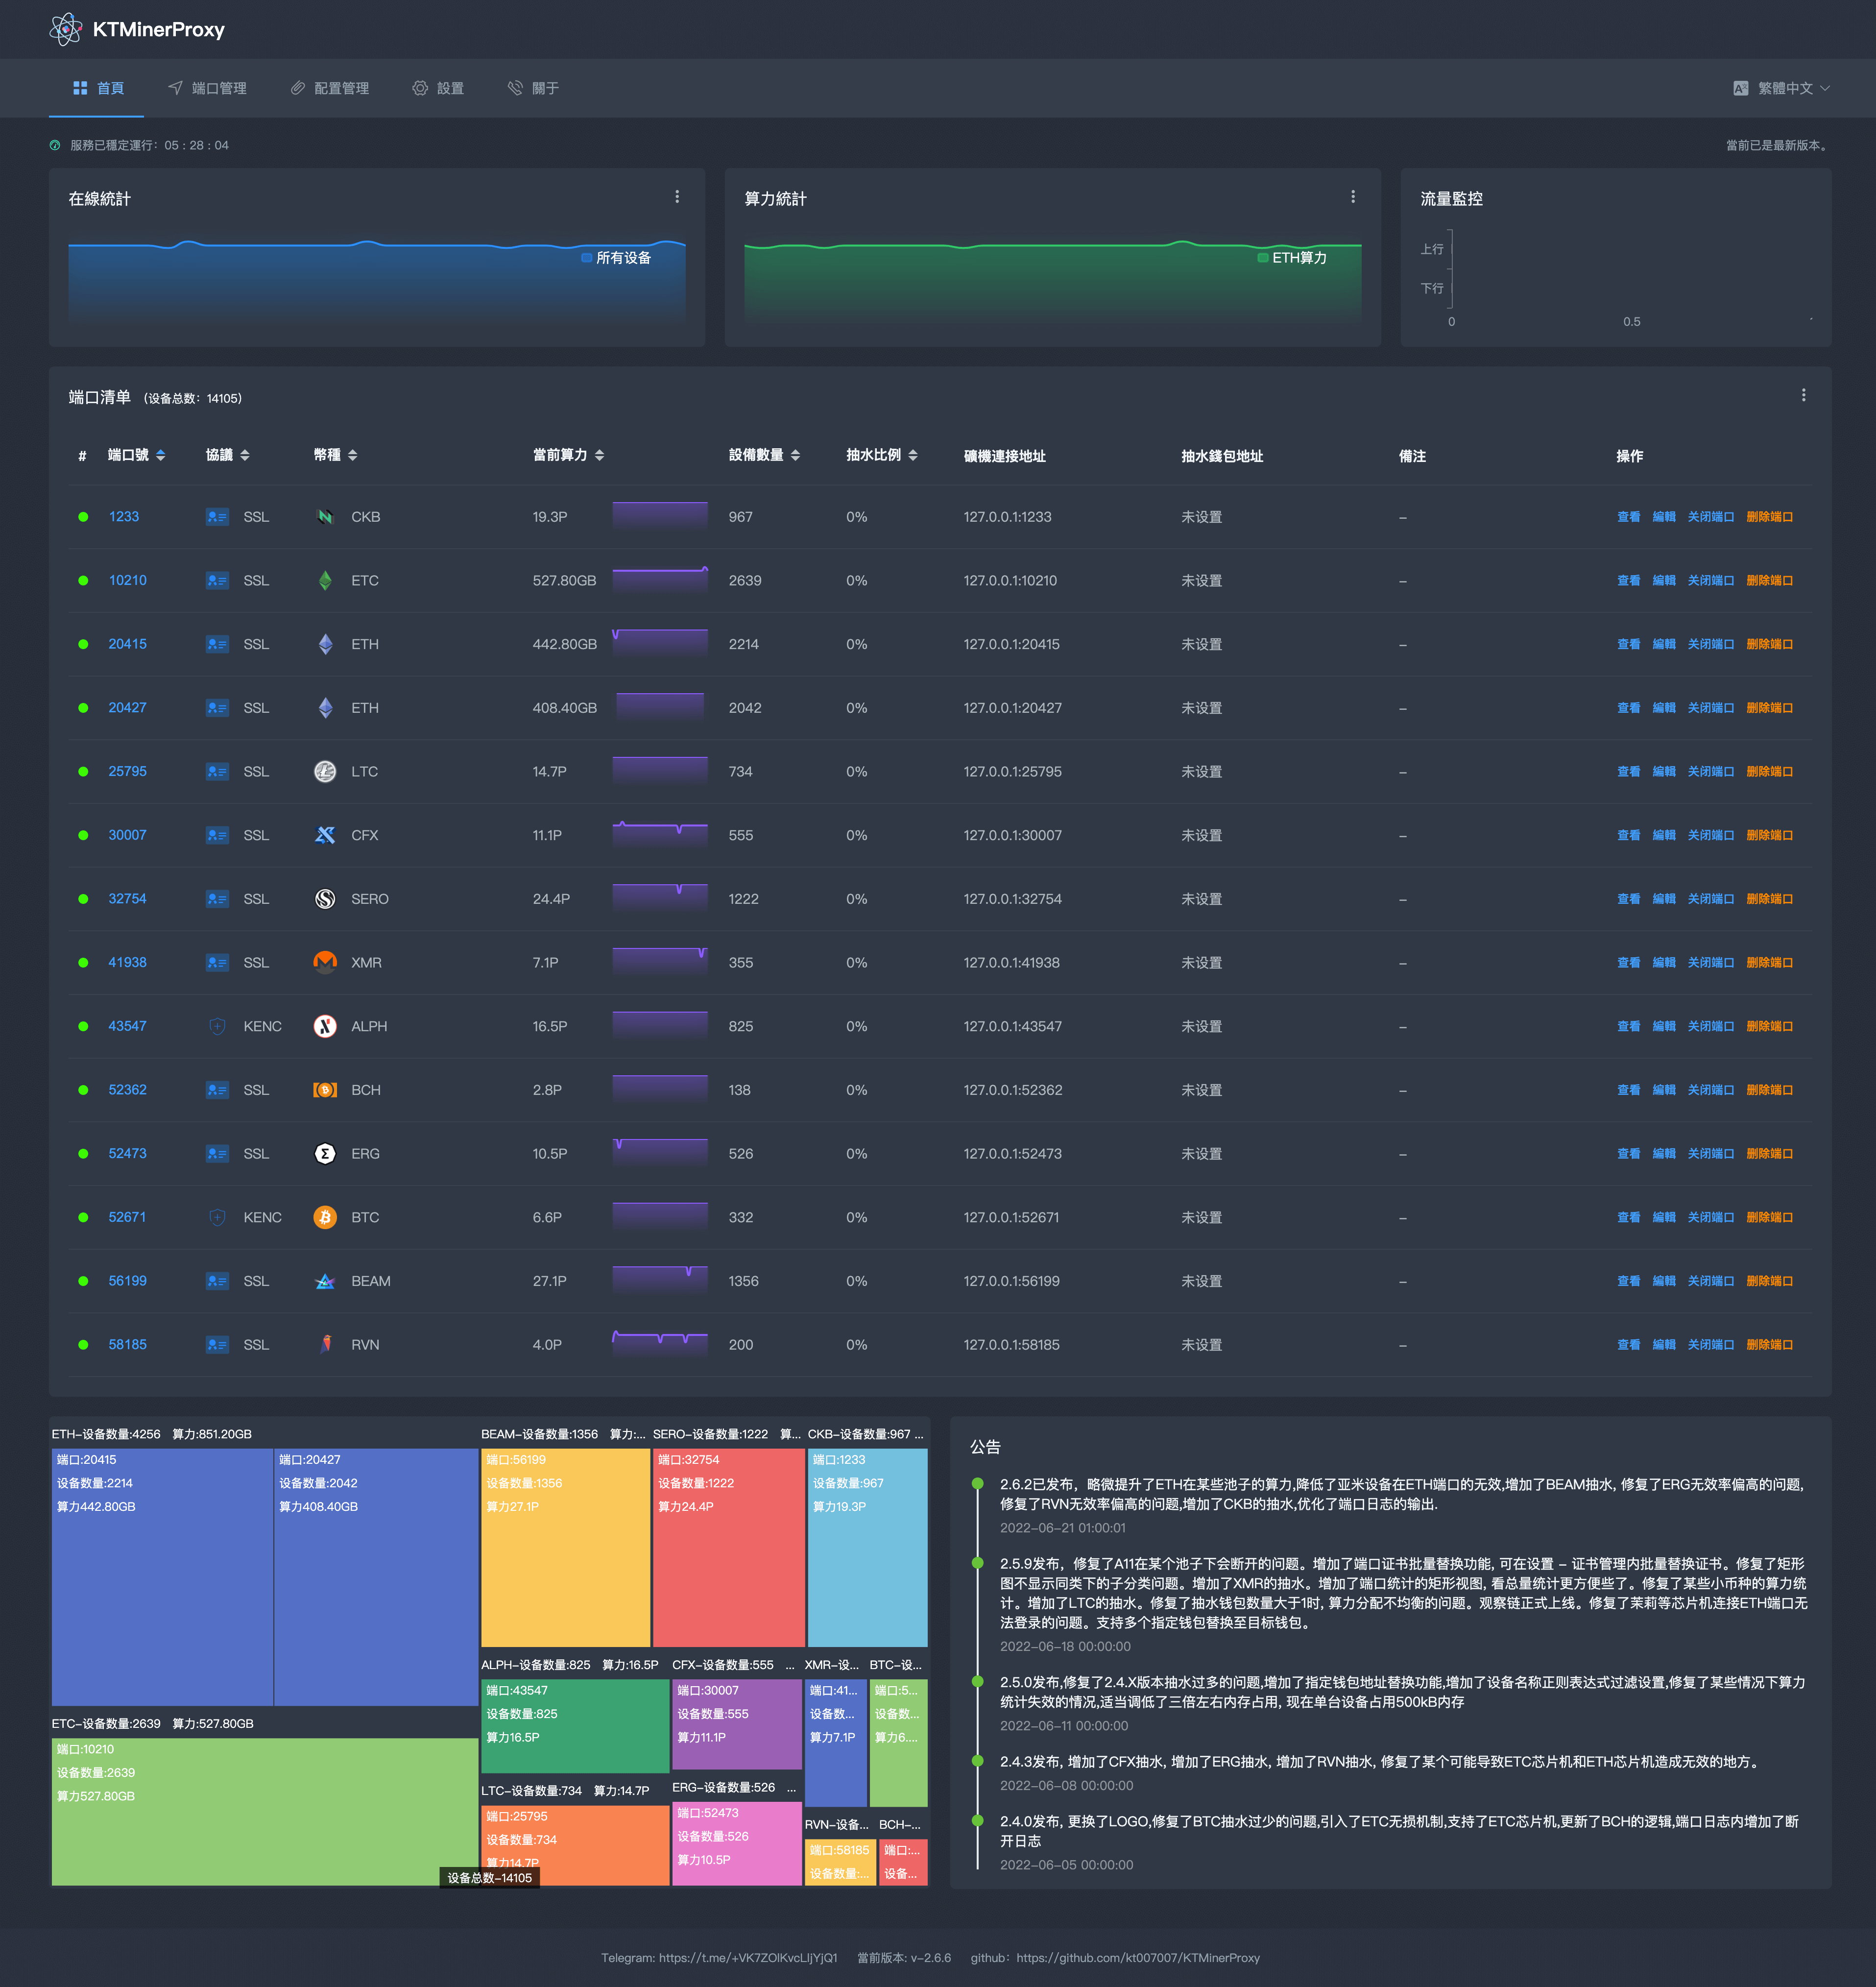 KTMinerProxy
首頁 端口管理 配置管理 設置 關于 繁體中文
服務已穩定運行: 05 : 28 : 04 當前已是最新版本。
在線統計
所有设备
算力統計
ETH算力
流量監控
上行
下行
0 0.5
端口清单 (设备总数: 14105)
# 端口號 協議 幣種 當前算力 設備數量 抽水比例 礦機連接地址 抽水錢包地址 備注 操作
1233 SSL CKB 19.3P 967 0% 127.0.0.1:1233 未设置 – 查看 編輯 关闭端口 删除端口
10210 SSL ETC 527.80GB 2639 0% 127.0.0.1:10210 未设置 – 查看 編輯 关闭端口 删除端口
20415 SSL ETH 442.80GB 2214 0% 127.0.0.1:20415 未设置 – 查看 編輯 关闭端口 删除端口
20427 SSL ETH 408.40GB 2042 0% 127.0.0.1:20427 未设置 – 查看 編輯 关闭端口 删除端口
25795 SSL LTC 14.7P 734 0% 127.0.0.1:25795 未设置 – 查看 編輯 关闭端口 删除端口
30007 SSL CFX 11.1P 555 0% 127.0.0.1:30007 未设置 – 查看 編輯 关闭端口 删除端口
32754 SSL SERO 24.4P 1222 0% 127.0.0.1:32754 未设置 – 查看 編輯 关闭端口 删除端口
41938 SSL XMR 7.1P 355 0% 127.0.0.1:41938 未设置 – 查看 編輯 关闭端口 删除端口
43547 KENC ALPH 16.5P 825 0% 127.0.0.1:43547 未设置 – 查看 編輯 关闭端口 删除端口
52362 SSL BCH 2.8P 138 0% 127.0.0.1:52362 未设置 – 查看 編輯 关闭端口 删除端口
52473 SSL ERG 10.5P 526 0% 127.0.0.1:52473 未设置 – 查看 編輯 关闭端口 删除端口
52671 KENC BTC 6.6P 332 0% 127.0.0.1:52671 未设置 – 查看 編輯 关闭端口 删除端口
56199 SSL BEAM 27.1P 1356 0% 127.0.0.1:56199 未设置 – 查看 編輯 关闭端口 删除端口
58185 SSL RVN 4.0P 200 0% 127.0.0.1:58185 未设置 – 查看 編輯 关闭端口 删除端口
ETH-设备数量:4256 算力:851.20GB
端口:20415
设备数量:2214
算力442.80GB
端口:20427
设备数量:2042
算力408.40GB
ETC-设备数量:2639 算力:527.80GB
端口:10210
设备数量:2639
算力527.80GB
BEAM-设备数量:1356 算力:...
端口:56199
设备数量:1356
算力27.1P
SERO-设备数量:1222 算...
端口:32754
设备数量:1222
算力24.4P
CKB-设备数量:967 ...
端口:1233
设备数量:967
算力19.3P
ALPH-设备数量:825 算力:16.5P
端口:43547
设备数量:825
算力16.5P
LTC-设备数量:734 算力:14.7P
端口:25795
设备数量:734
算力14.7P
设备总数-14105
CFX-设备数量:555 ...
端口:30007
设备数量:555
算力11.1P
ERG-设备数量:526 ...
端口:52473
设备数量:526
算力10.5P
XMR-设...
端口:41...
设备数...
算力7.1P
BTC-设...
端口:5...
设备数...
算力6....
RVN-设备...
端口:58185
设备数量:...
BCH-...
端口:...
设备...
公告
2.6.2已发布, 略微提升了ETH在某些池子的算力,降低了亚米设备在ETH端口的无效,增加了BEAM抽水, 修复了ERG无效率偏高的问题,
修复了RVN无效率偏高的问题,增加了CKB的抽水,优化了端口日志的输出.
2022-06-21 01:00:01
2.5.9发布, 修复了A11在某个池子下会断开的问题。增加了端口证书批量替换功能, 可在设置 – 证书管理内批量替换证书。修复了矩形
图不显示同类下的子分类问题。增加了XMR的抽水。增加了端口统计的矩形视图, 看总量统计更方便些了。修复了某些小币种的算力统
计。增加了LTC的抽水。修复了抽水钱包数量大于1时, 算力分配不均衡的问题。观察链正式上线。修复了茉莉等芯片机连接ETH端口无
法登录的问题。支持多个指定钱包替换至目标钱包。
2022-06-18 00:00:00
2.5.0发布,修复了2.4.X版本抽水过多的问题,增加了指定钱包地址替换功能,增加了设备名称正则表达式过滤设置,修复了某些情况下算力
统计失效的情况,适当调低了三倍左右内存占用, 现在单台设备占用500kB内存
2022-06-11 00:00:00
2.4.3发布, 增加了CFX抽水, 增加了ERG抽水, 增加了RVN抽水, 修复了某个可能导致ETC芯片机和ETH芯片机造成无效的地方。
2022-06-08 00:00:00
2.4.0发布, 更换了LOGO,修复了BTC抽水过少的问题,引入了ETC无损机制,支持了ETC芯片机,更新了BCH的逻辑,端口日志内增加了断
开日志
2022-06-05 00:00:00
Telegram: https://t.me/+VK7ZOlKvcLIjYjQ1 當前版本: v-2.6.6 github: https://github.com/kt007007/KTMinerProxy